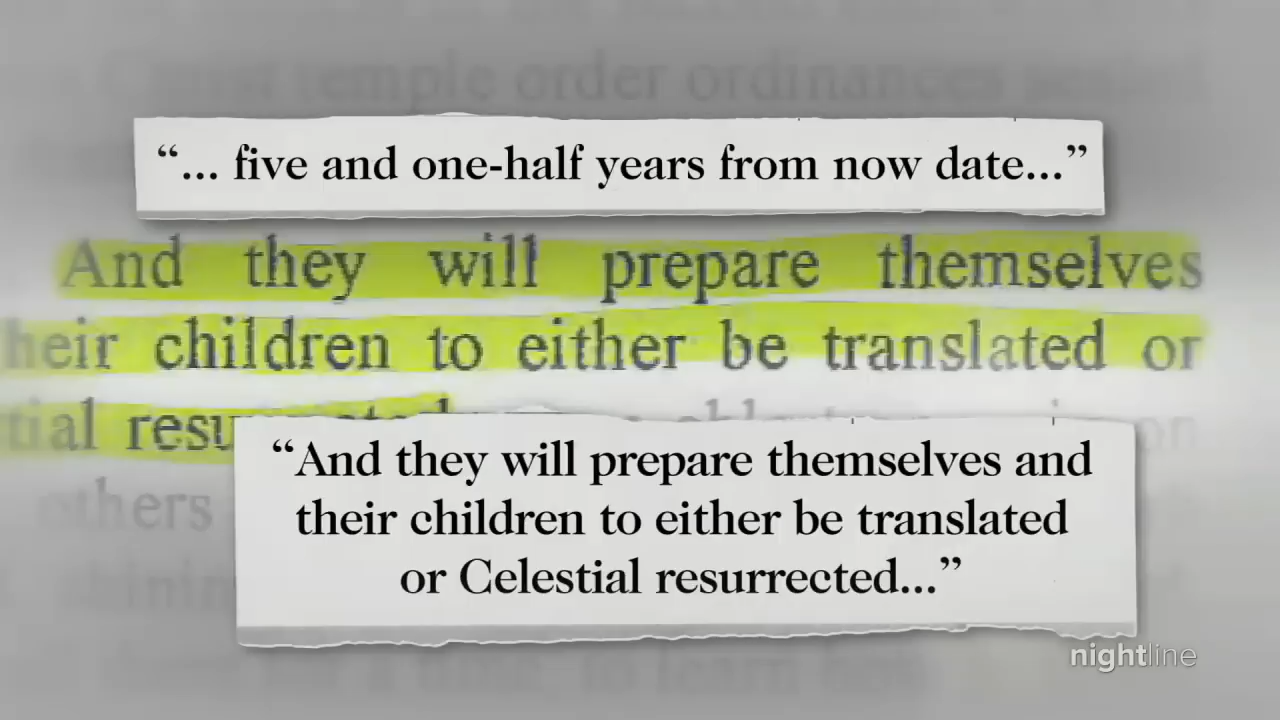 temple order ordinances
“... five and one-half years from now date...”
And they will prepare themselves
heir children to either be translated or
tial resu
“And they will prepare themselves and
others
their children to either be translated
or Celestial resurrected...”
nightline
to learn